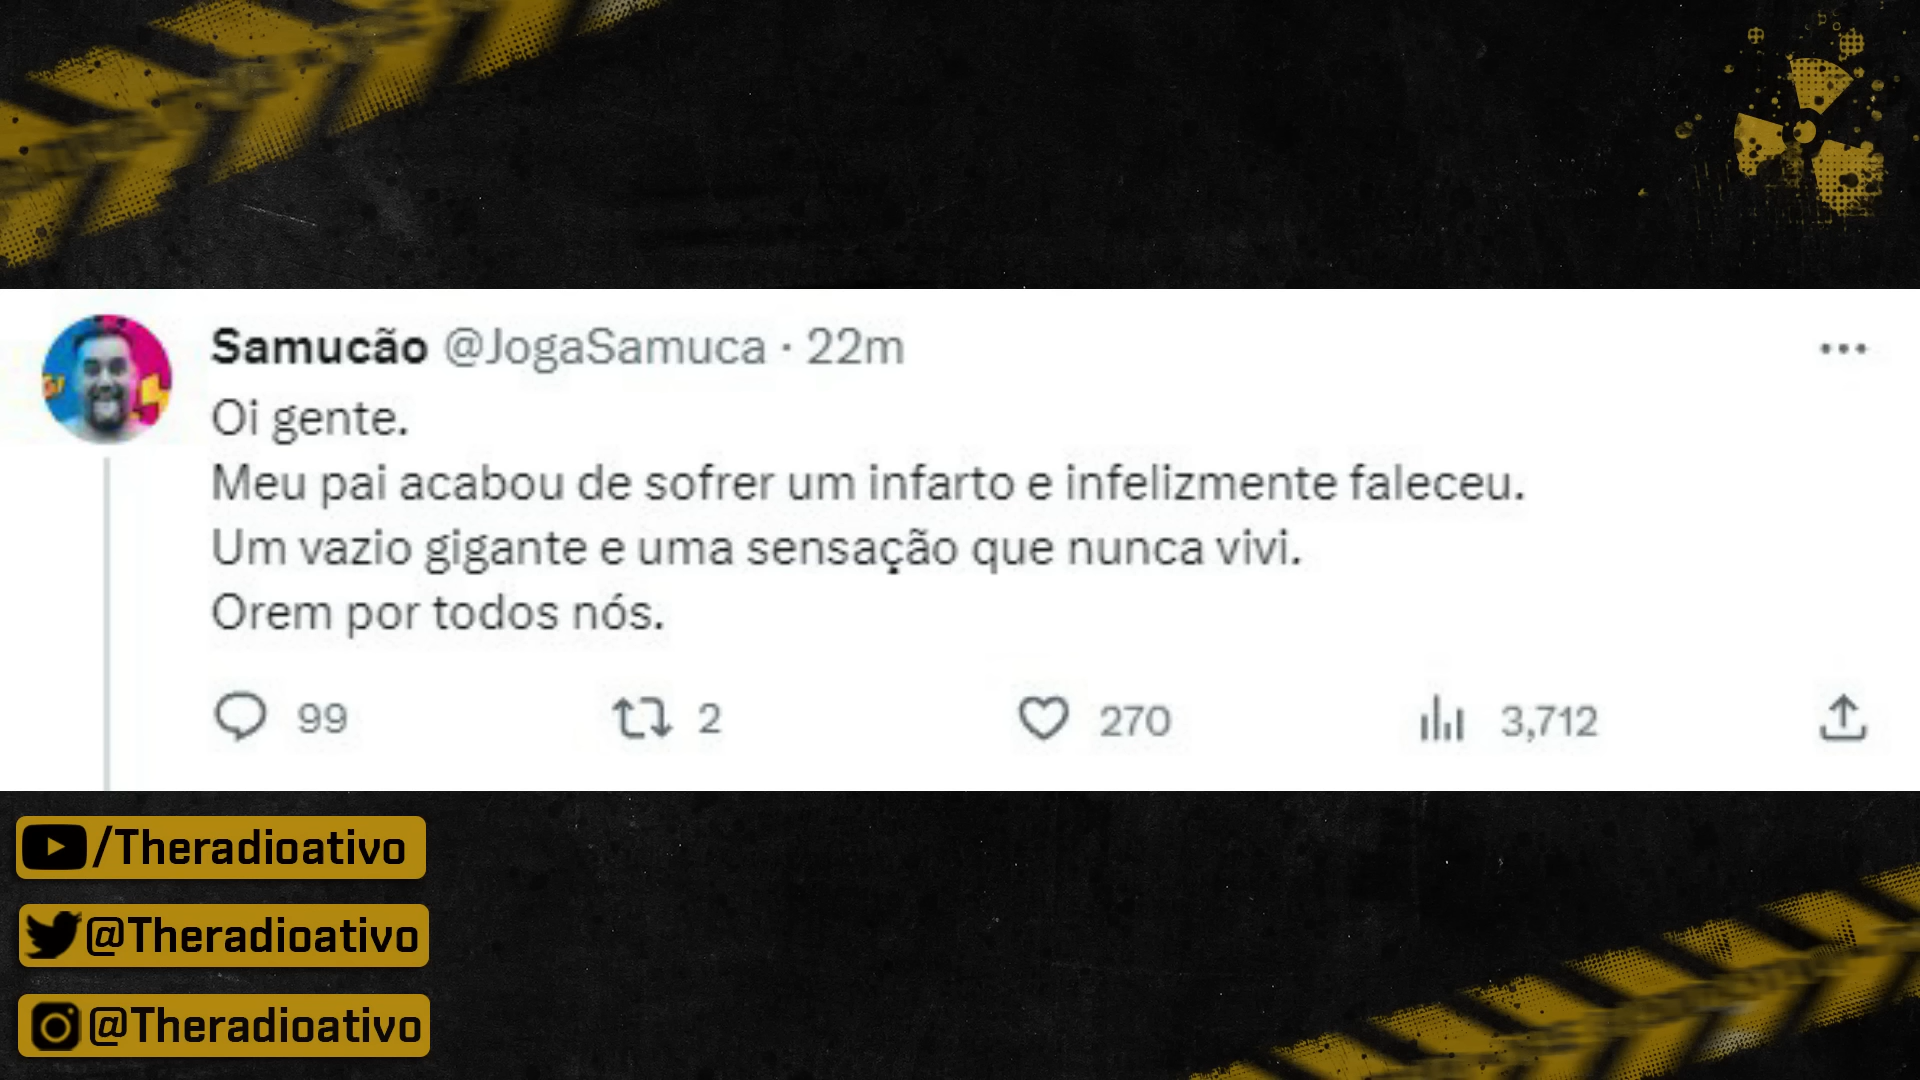 Samucão @JogaSamuca · 22m
Oi gente.
Meu pai acabou de sofrer um infarto e infelizmente faleceu.
Um vazio gigante e uma sensação que nunca vivi.
Orem por todos nós.
99 2 270 3,712
/Theradioativo
@Theradioativo
@Theradioativo